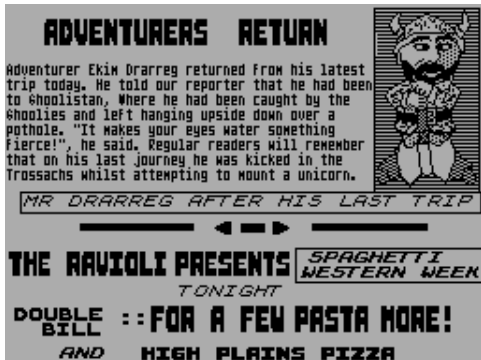 ADVENTURERS RETURN
Adventurer Ekim Drarreg returned from his latest
trip today. He told our reporter that he had been
to Ghoolistan, Where he had been caught by the
Ghoolies and left hanging upside down over a
pothole. "It makes your eyes water something
fierce!", he said. Regular readers will remember
that on his last journey he was kicked in the
Trossachs whilst attempting to mount a unicorn.
MR DRARREG AFTER HIS LAST TRIP
THE RAVIOLI PRESENTS
SPAGHETTI
WESTERN WEEK
TONIGHT
DOUBLE
BILL
::FOR A FEW PASTA MORE!
AND HIGH PLAINS PIZZA